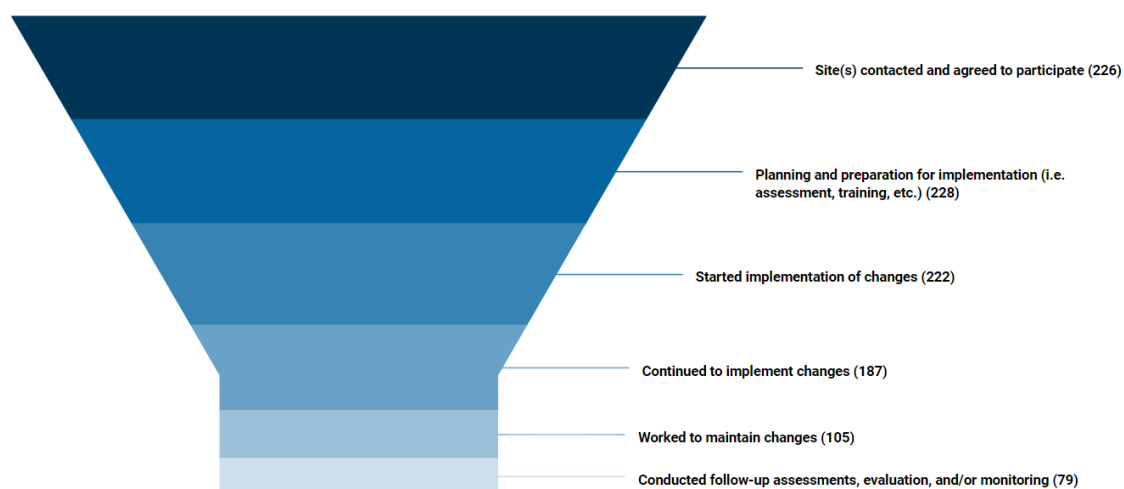 Site(s) contacted and agreed to participate (226)
Planning and preparation for implementation (i.e.
assessment, training, etc.) (228)
Started implementation of changes (222)
Continued to implement changes (187)
Worked to maintain changes (105)
Conducted follow-up assessments, evaluation, and/or monitoring (79)